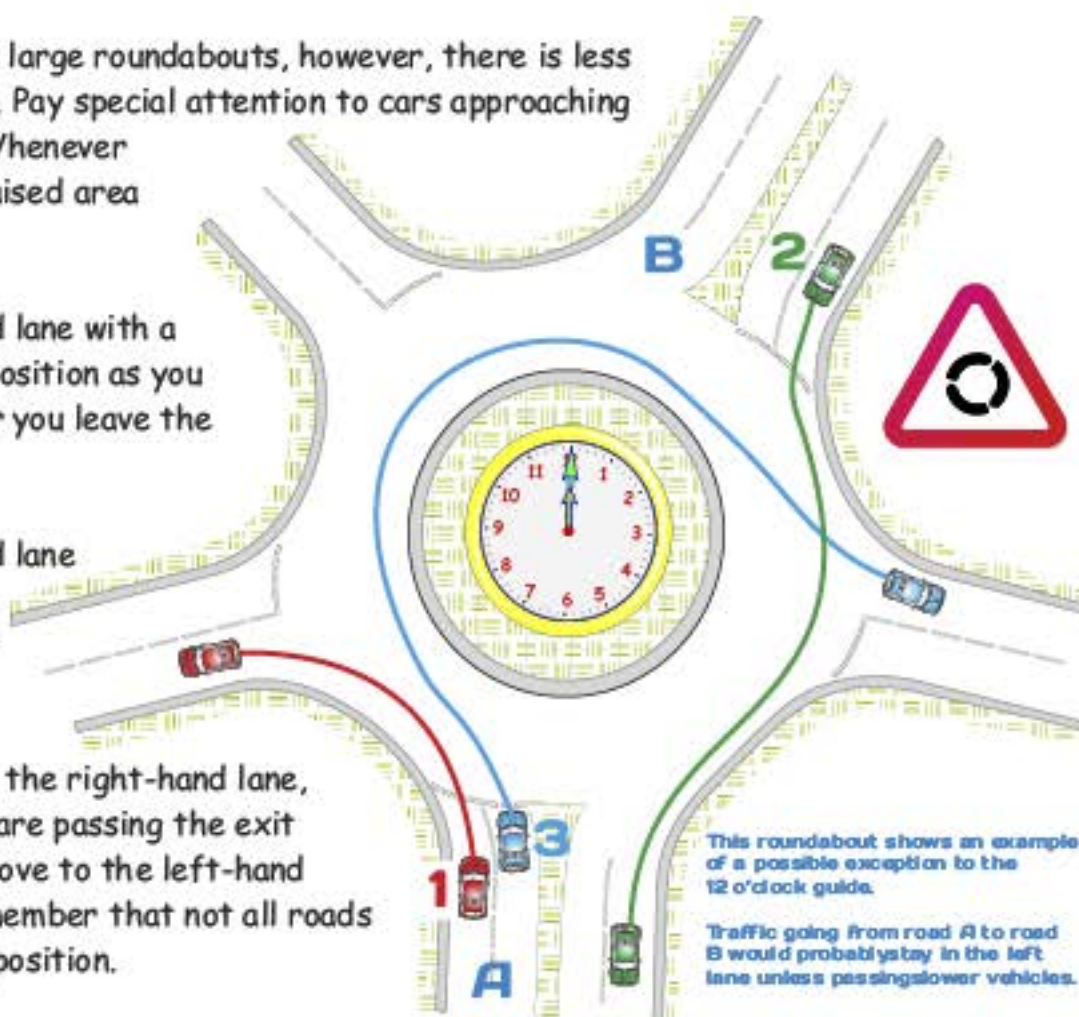 large roundabouts, however, there is less
Pay special attention to cars approaching
henever
ised area
lane with a
osition as you
you leave the
lane
the right-hand lane,
are passing the exit
ove to the left-hand
ember that not all roads
osition.
B
2
11
1
10
2
9
3
8
4
7
5
6
3
1
A
This roundabout shows an example
of a possible exception to the
12 o'clock guide.
Traffic going from road A to road
B would probablystay in the left
lane unless passingslower vehicles.